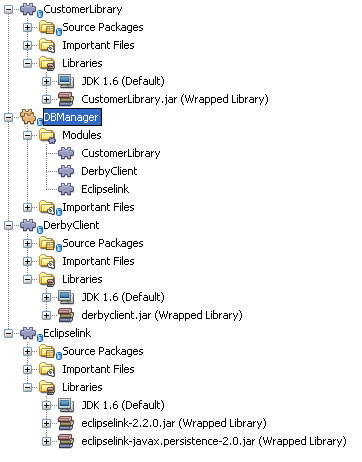 CustomerLibrary
Source Packages
Important Files
Libraries
JDK 1.6 (Default)
CustomerLibrary.jar (Wrapped Library)
DBManager
Modules
CustomerLibrary
DerbyClient
Eclipselink
Important Files
DerbyClient
Source Packages
Important Files
Libraries
JDK 1.6 (Default)
derbyclient.jar (Wrapped Library)
Eclipselink
Source Packages
Important Files
Libraries
JDK 1.6 (Default)
eclipselink-2.2.0.jar (Wrapped Library)
eclipselink-javax.persistence-2.0.jar (Wrapped Library)